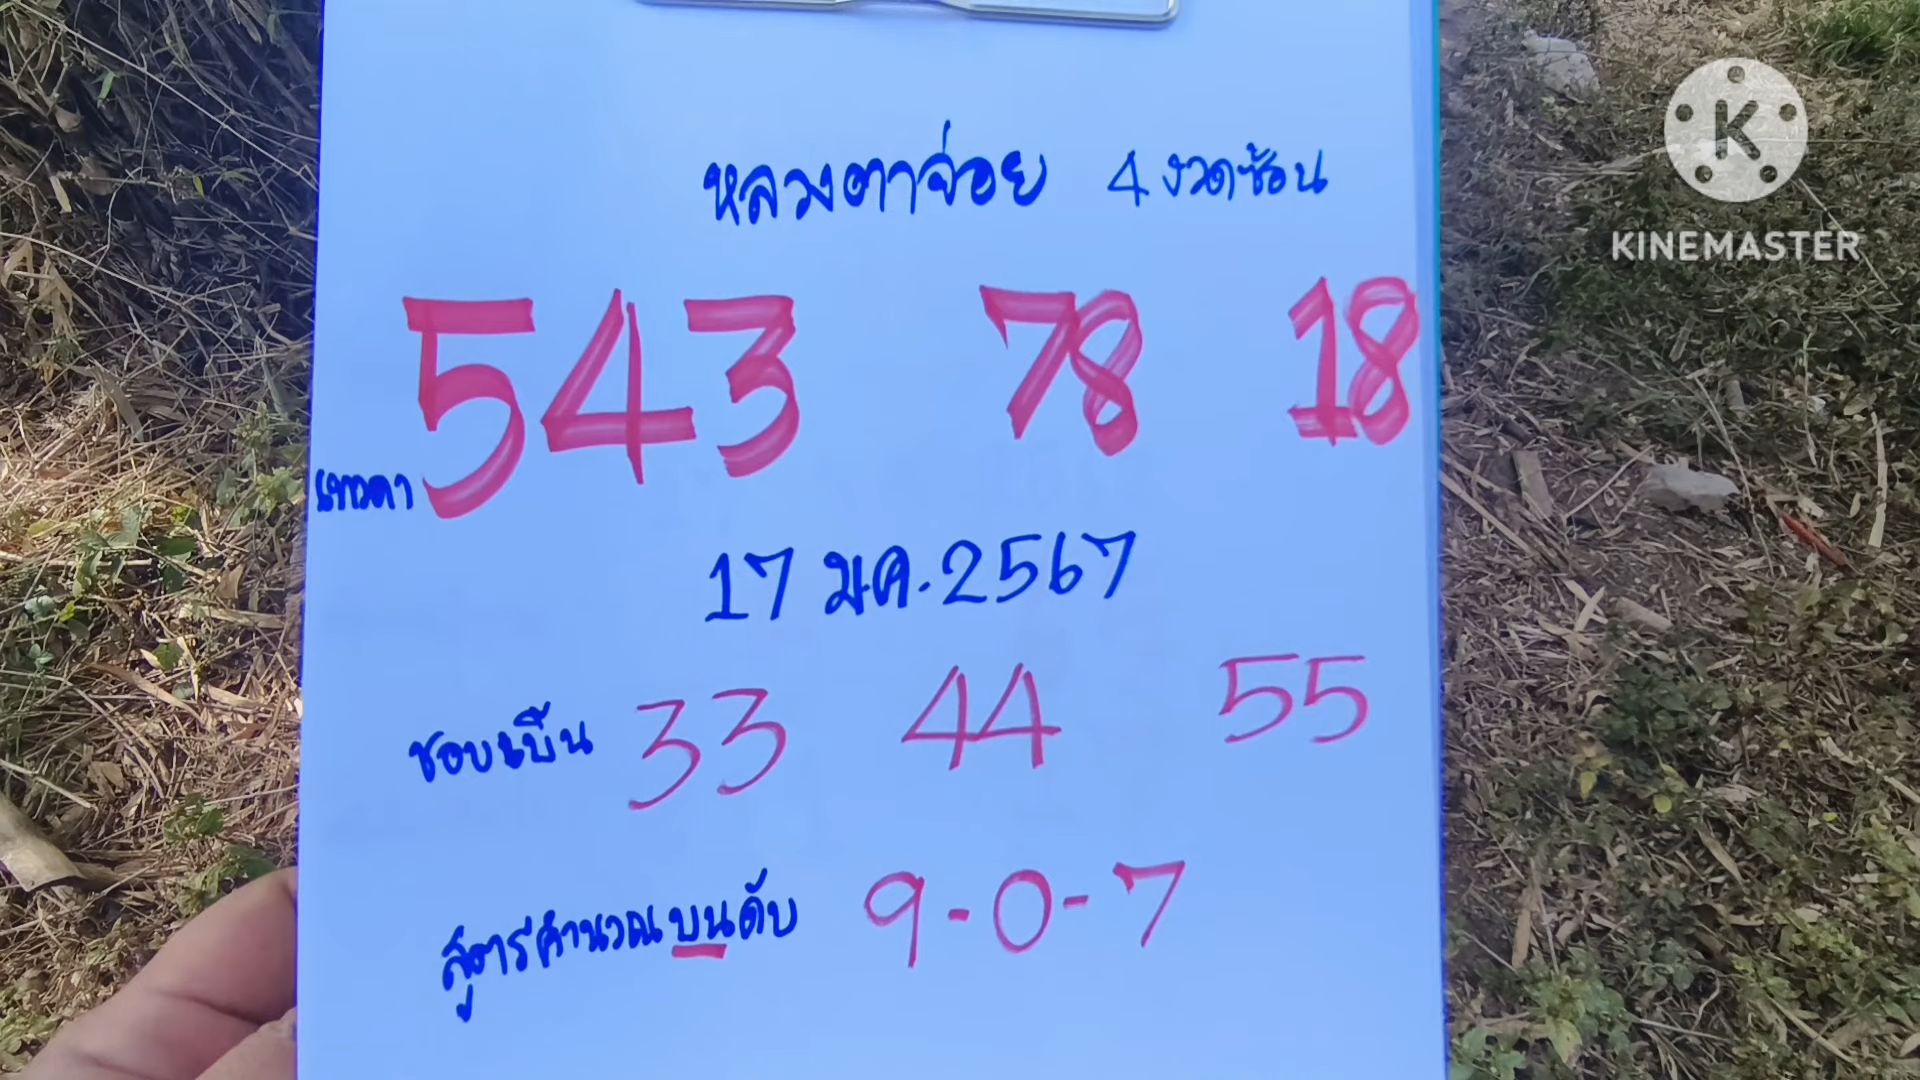 หลวงตาจ่อย 4 งวดซ้อน
543 78 18
เทวดา
17 มค.2567
ชอบเบิ้น 33 44 55
สูตรคำนวณบนดับ 9-0-7
K
KINEMASTER